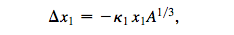 Δx₁ = −κ₁ x₁A^{1/3},